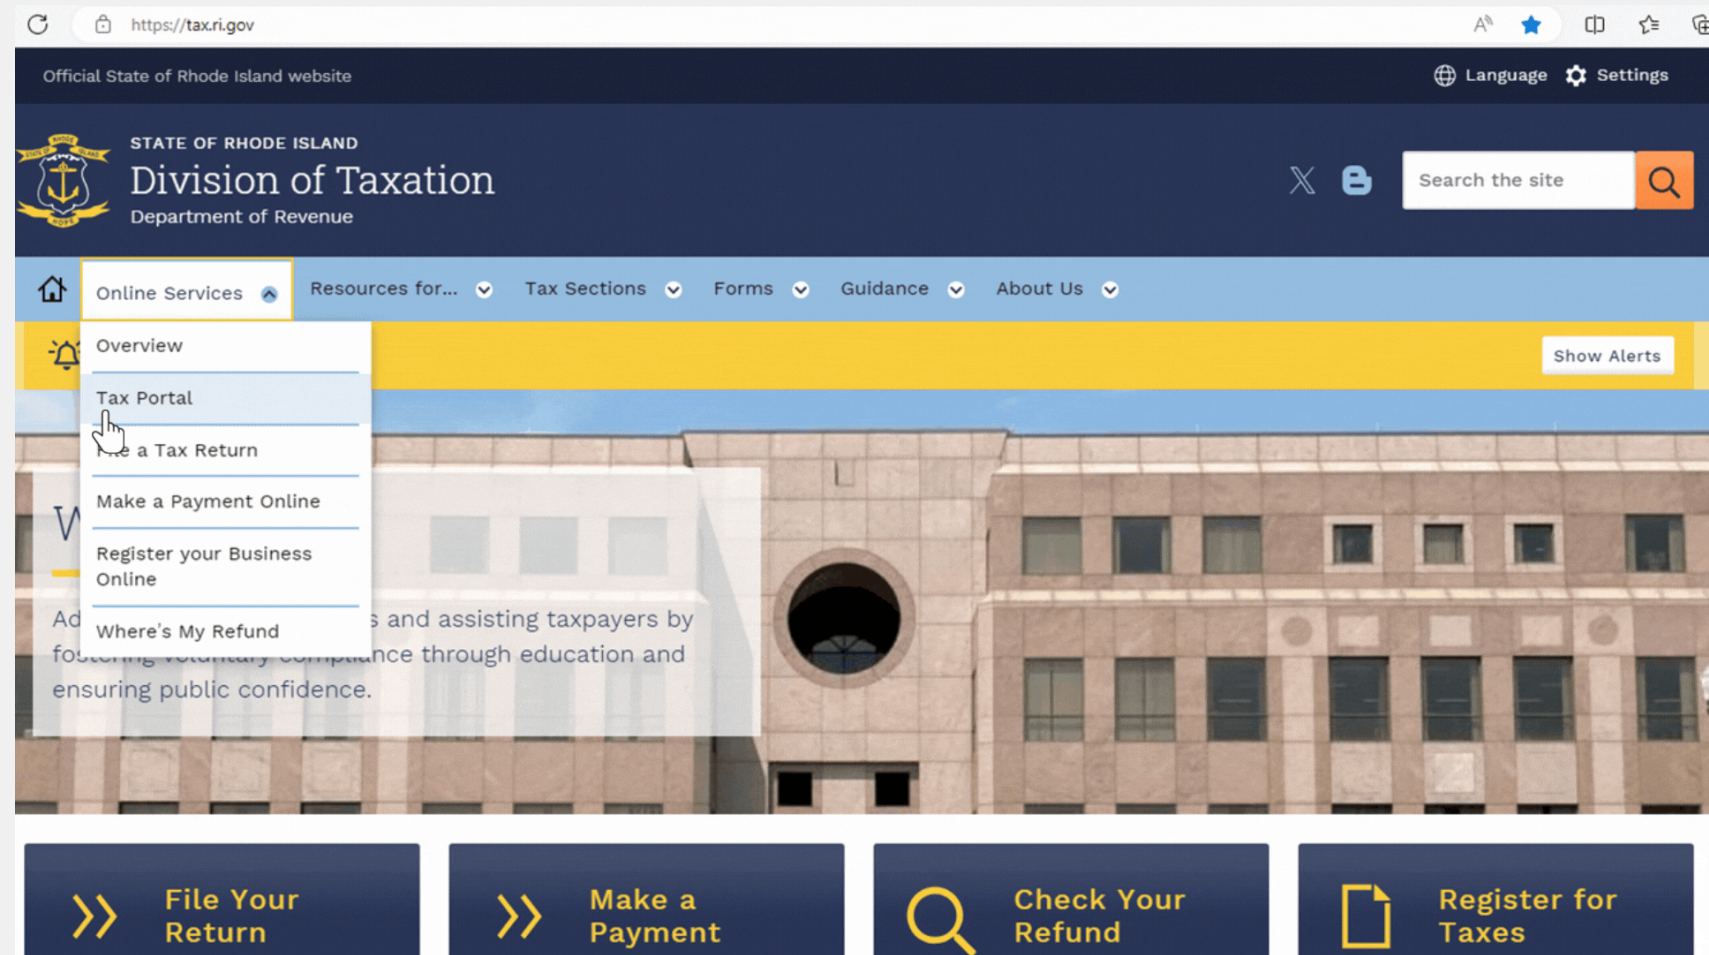 https://tax.ri.gov
Official State of Rhode Island website
Language
Settings
STATE OF RHODE ISLAND
Division of Taxation
Department of Revenue
Search the site
Online Services
Resources for...
Tax Sections
Forms
Guidance
About Us
Show Alerts
Overview
Tax Portal
a Tax Return
Make a Payment Online
Register your Business
Online
Where's My Refund
s and assisting taxpayers by
fostering voluntary compliance through education and
ensuring public confidence.
File Your
Return
Make a
Payment
Check Your
Refund
Register for
Taxes